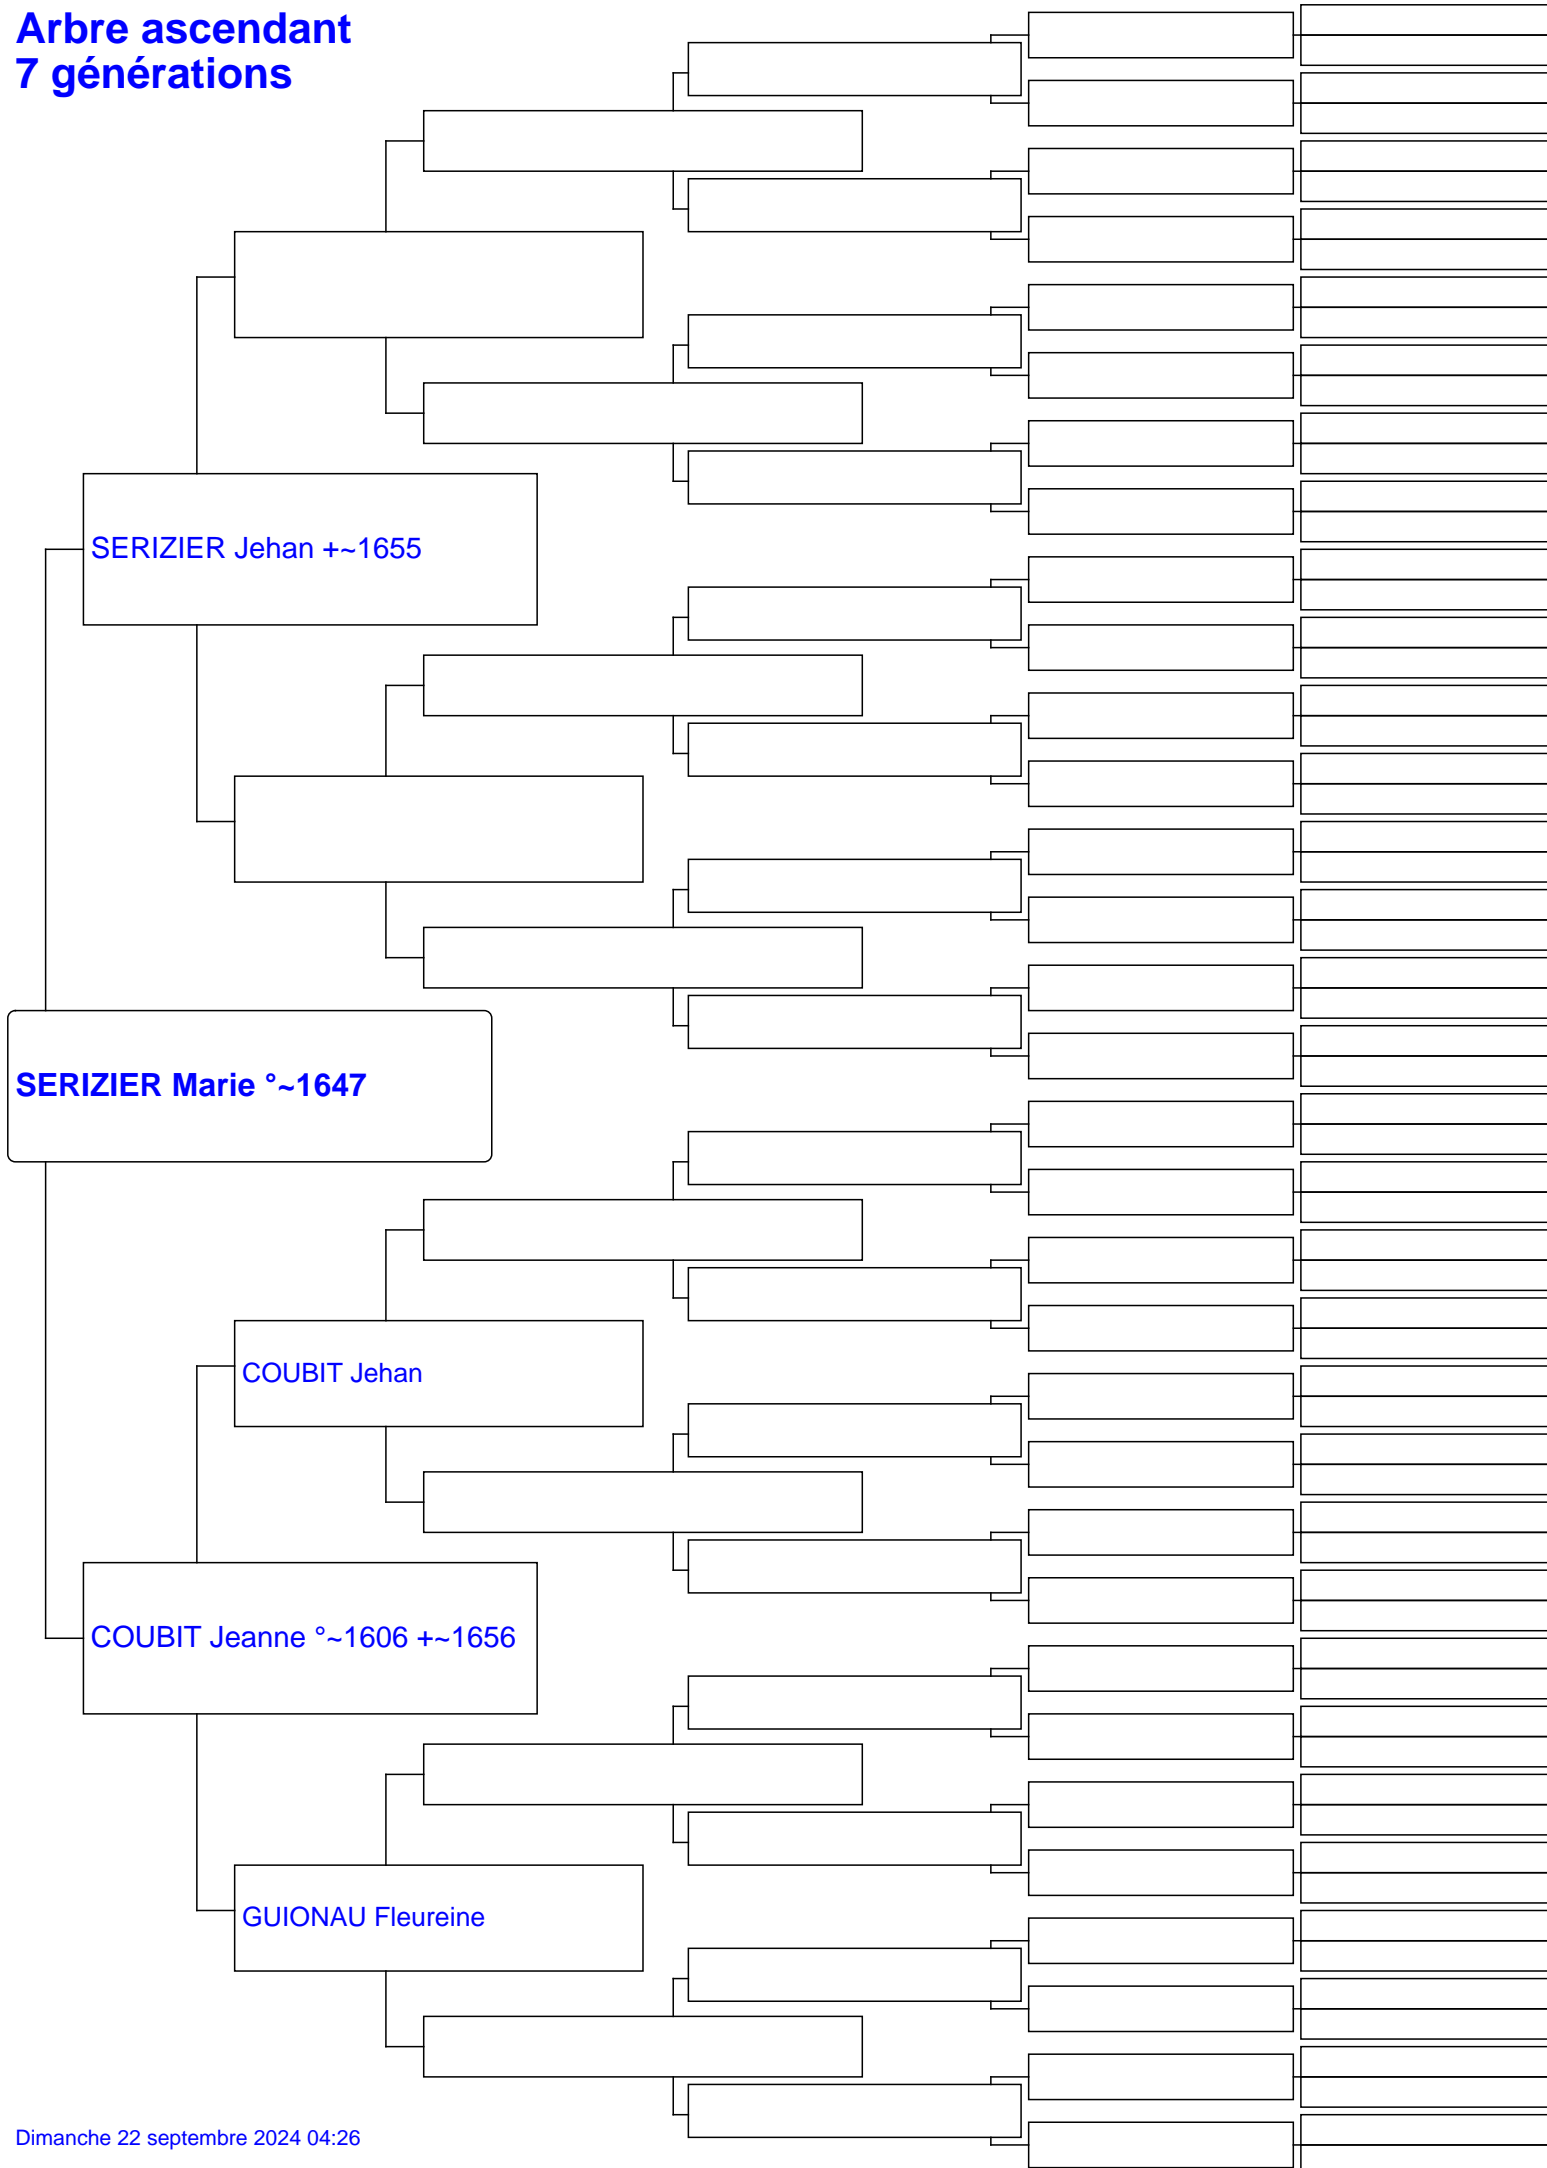 Arbre ascendant
7 générations
SERIZIER Jehan +~1655
SERIZIER Marie °~1647
COUBIT Jehan
COUBIT Jeanne °~1606 +~1656
GUIONAU Fleureine
Dimanche 22 septembre 2024 04:26